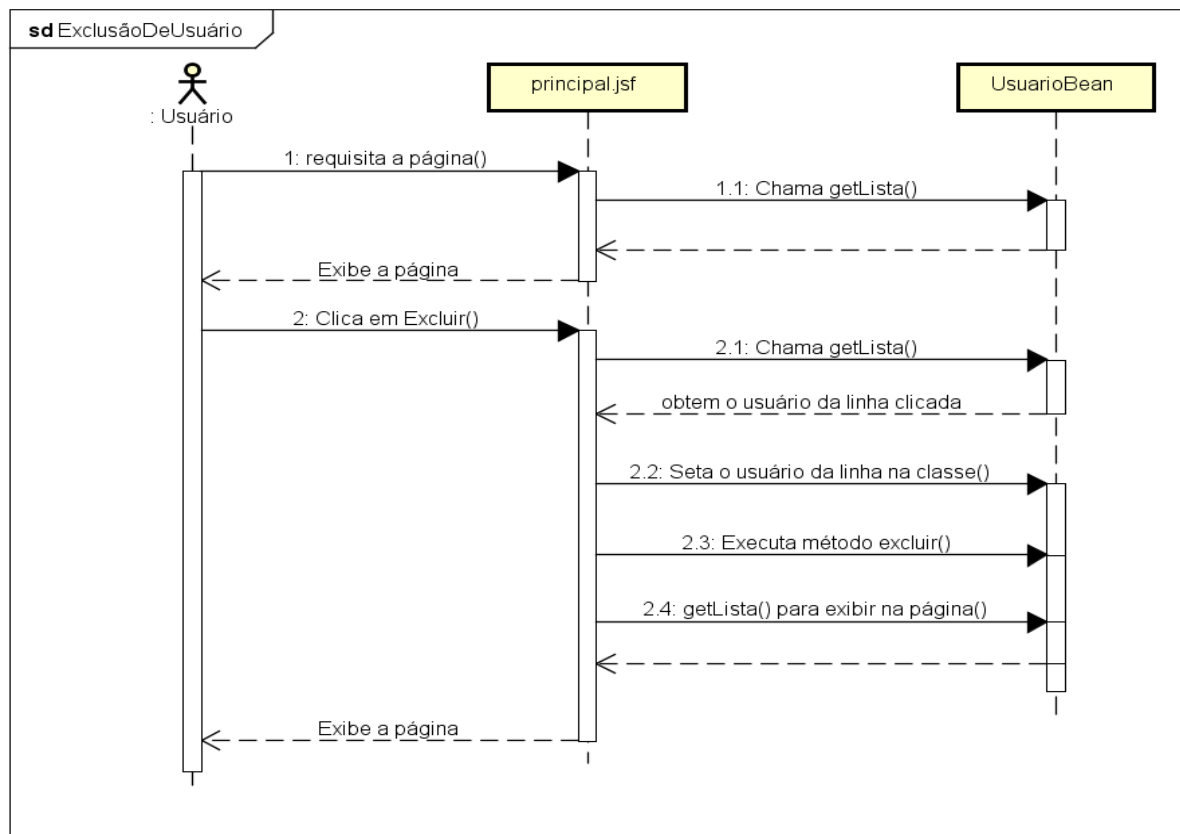 sd ExclusãoDeUsuário
: Usuário
principal.jsf
UsuarioBean
1: requisita a página()
1.1: Chama getLista()
Exibe a página
2: Clica em Excluir()
2.1: Chama getLista()
obtem o usuário da linha clicada
2.2: Seta o usuário da linha na classe()
2.3: Executa método excluir()
2.4: getLista() para exibir na página()
Exibe a página